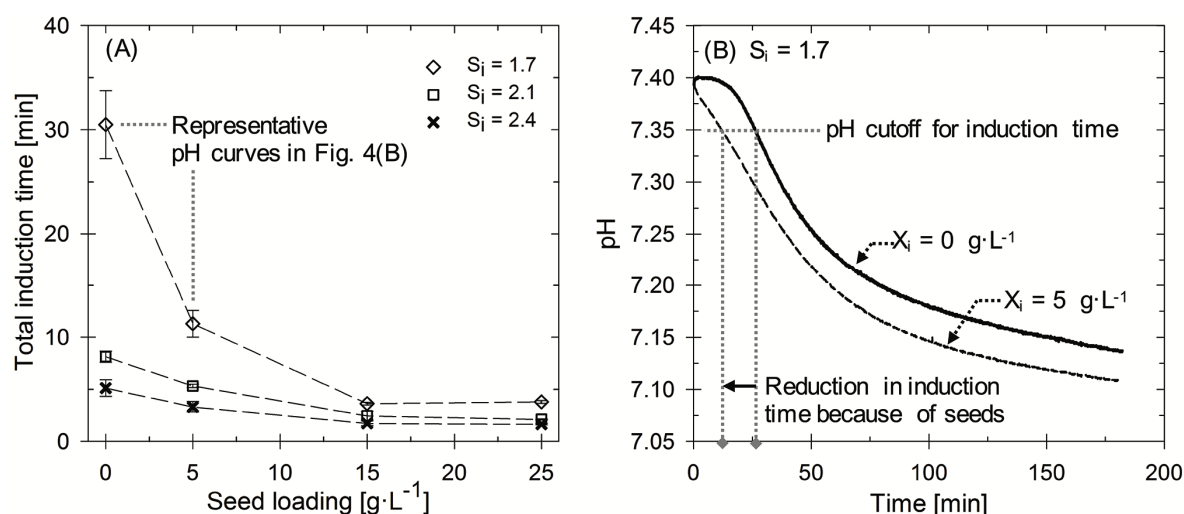 (A)
Total induction time [min]
40
30
20
10
0
Sᵢ = 1.7
Sᵢ = 2.1
Sᵢ = 2.4
Representative
pH curves in Fig. 4(B)
0 5 10 15 20 25
Seed loading [g·L⁻¹]
(B) Sᵢ = 1.7
pH
7.45
7.40
7.35
7.30
7.25
7.20
7.15
7.10
7.05
pH cutoff for induction time
Xᵢ = 0 g·L⁻¹
Xᵢ = 5 g·L⁻¹
Reduction in induction
time because of seeds
0 50 100 150 200
Time [min]